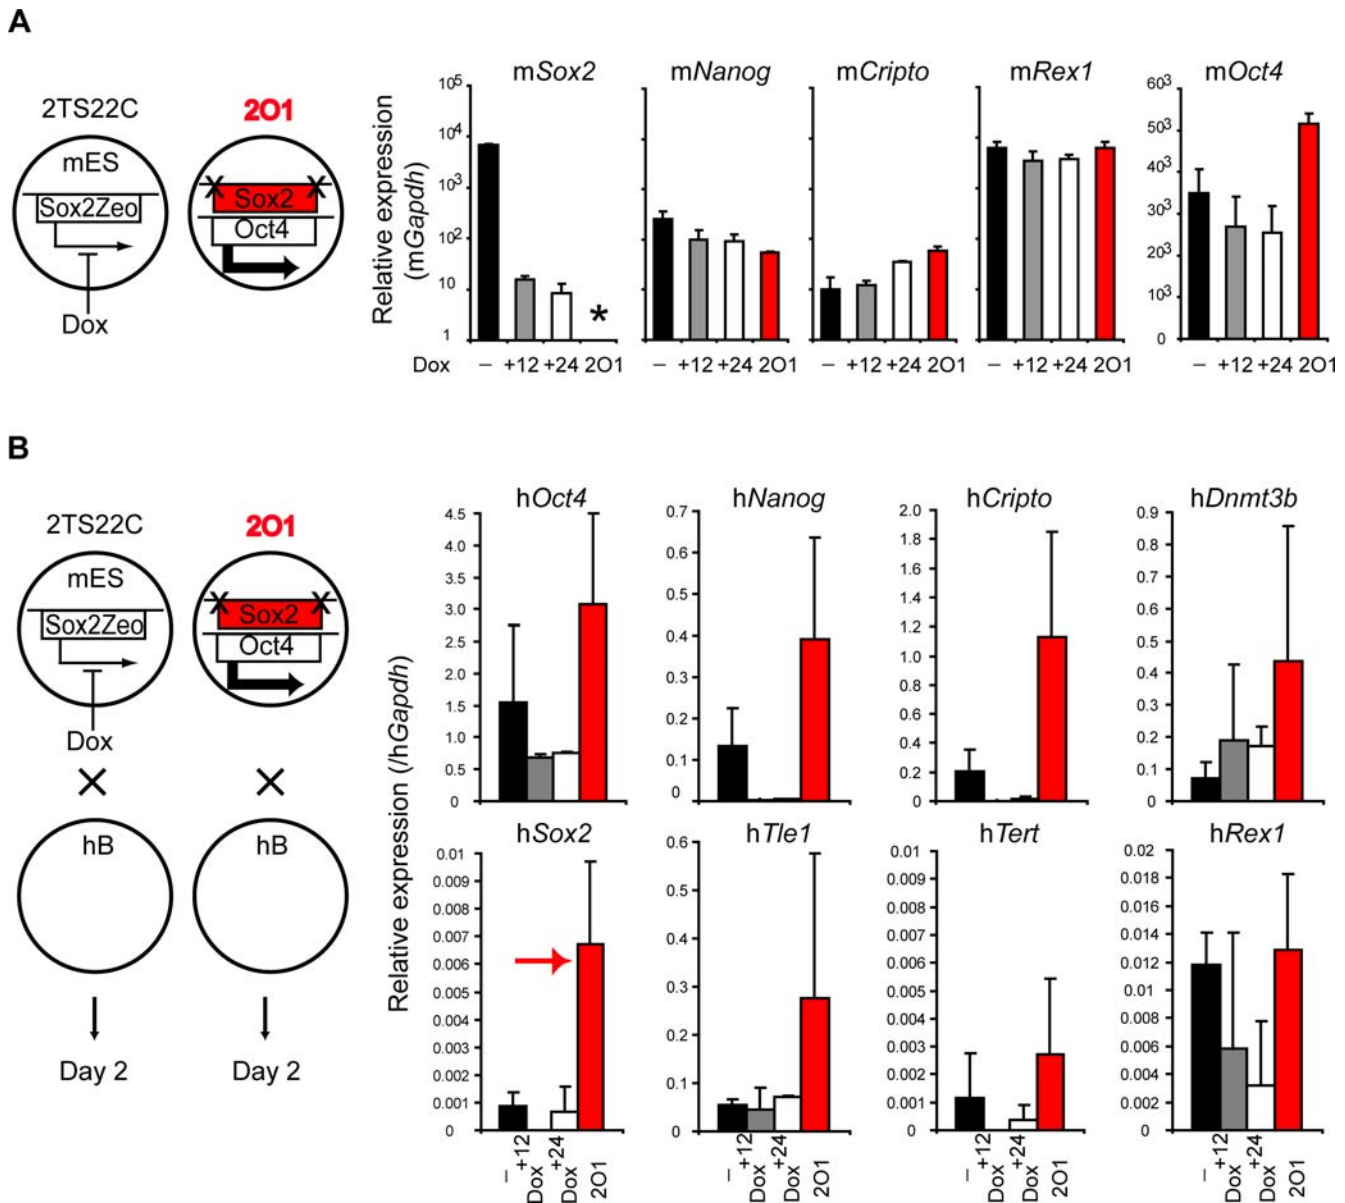 A
2TS22C 2O1
mES
Sox2Zeo
Dox
Sox2
Oct4
Relative expression
(mGapdh)
mSox2 mNanog mCripto mRex1 mOct4
10⁵
10⁴
10³
10²
10
1
*
60³
50³
40³
30³
20³
10³
0
Dox – +12 +24 2O1 – +12 +24 2O1 – +12 +24 2O1 – +12 +24 2O1 – +12 +24 2O1
B
2TS22C 2O1
mES
Sox2Zeo
Dox
Sox2
Oct4
hB hB
Day 2 Day 2
Relative expression (/hGapdh)
hOct4
4.5
4.0
3.5
3.0
2.5
2.0
1.5
1.0
0.5
0
hNanog
0.7
0.6
0.5
0.4
0.3
0.2
0.1
0
hCripto
2.0
1.8
1.6
1.4
1.2
1.0
0.8
0.6
0.4
0.2
0
hDnmt3b
0.9
0.8
0.7
0.6
0.5
0.4
0.3
0.2
0.1
0
hSox2
0.01
0.009
0.008
0.007
0.006
0.005
0.004
0.003
0.002
0.001
0
– +12 Dox +24 Dox 2O1
hTle1
0.6
0.5
0.4
0.3
0.2
0.1
0
– +12 Dox +24 Dox 2O1
hTert
0.01
0.009
0.008
0.007
0.006
0.005
0.004
0.003
0.002
0.001
0
– +12 Dox +24 Dox 2O1
hRex1
0.02
0.018
0.016
0.014
0.012
0.01
0.006
0.006
0.004
0.002
0
– +12 Dox +24 Dox 2O1